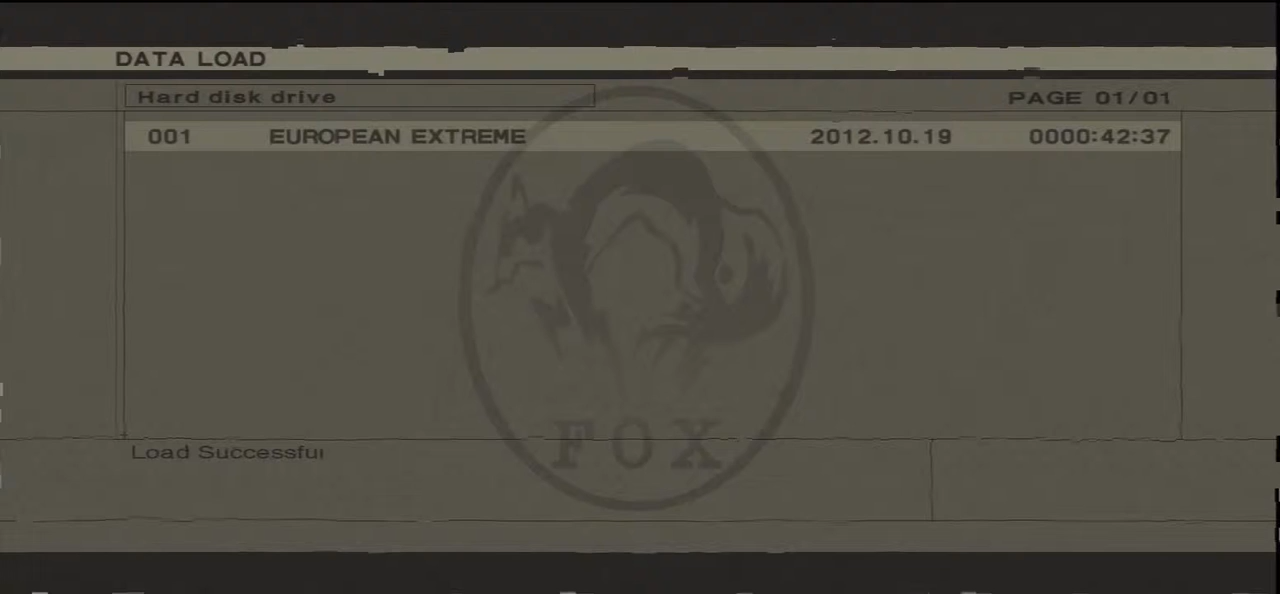 DATA LOAD
Hard disk drive PAGE 01/01
001 EUROPEAN EXTREME 2012.10.19 0000:42:37
Load Successful
FOX